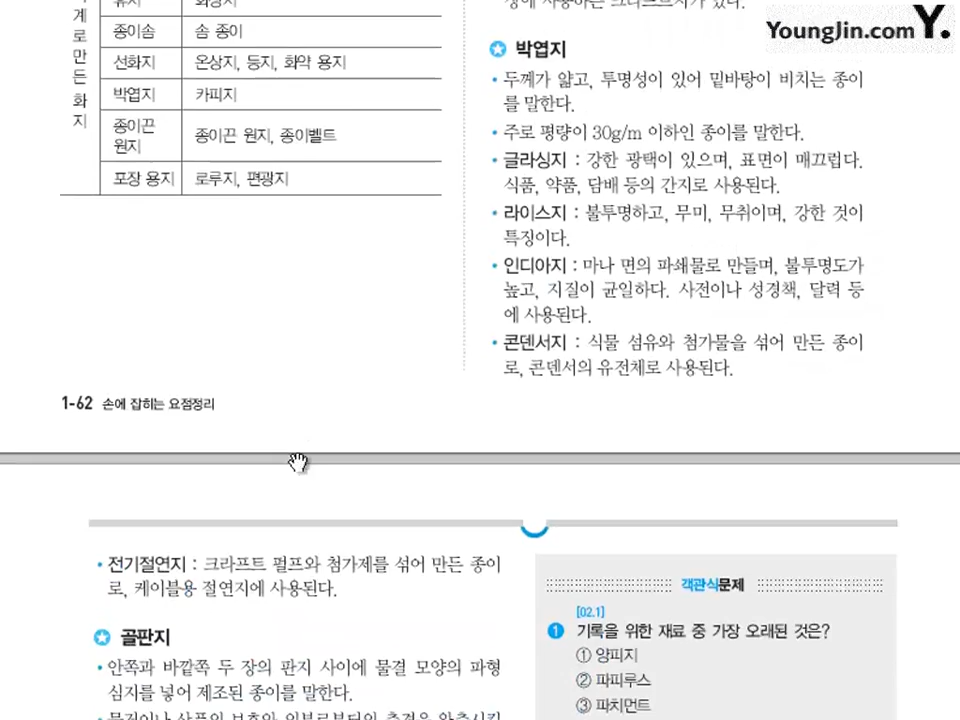 YoungJin.com Y.
계
로
만
든
화
지
종이솜
솜 종이
선화지
온상지, 등지, 화약 용지
박엽지
카피지
종이끈
원지
종이끈 원지, 종이벨트
포장 용지
로루지, 편광지
박엽지
• 두께가 얇고, 투명성이 있어 밑바탕이 비치는 종이
를 말한다.
• 주로 평량이 30g/m 이하인 종이를 말한다.
• 글라싱지 : 강한 광택이 있으며, 표면이 매끄럽다.
식품, 약품, 담배 등의 간지로 사용된다.
• 라이스지 : 불투명하고, 무미, 무취이며, 강한 것이
특징이다.
• 인디아지 : 마나 면의 파쇄물로 만들며, 불투명도가
높고, 지질이 균일하다. 사전이나 성경책, 달력 등
에 사용된다.
• 콘덴서지 : 식물 섬유와 첨가물을 섞어 만든 종이
로, 콘덴서의 유전체로 사용된다.
1-62 손에 잡히는 요점정리
• 전기절연지 : 크라프트 펄프와 첨가제를 섞어 만든 종이
로, 케이블용 절연지에 사용된다.
골판지
• 안쪽과 바깥쪽 두 장의 판지 사이에 물결 모양의 파형
심지를 넣어 제조된 종이를 말한다.
객관식문제
[02.1]
1 기록을 위한 재료 중 가장 오래된 것은?
① 양피지
② 파피루스
③ 파치먼트